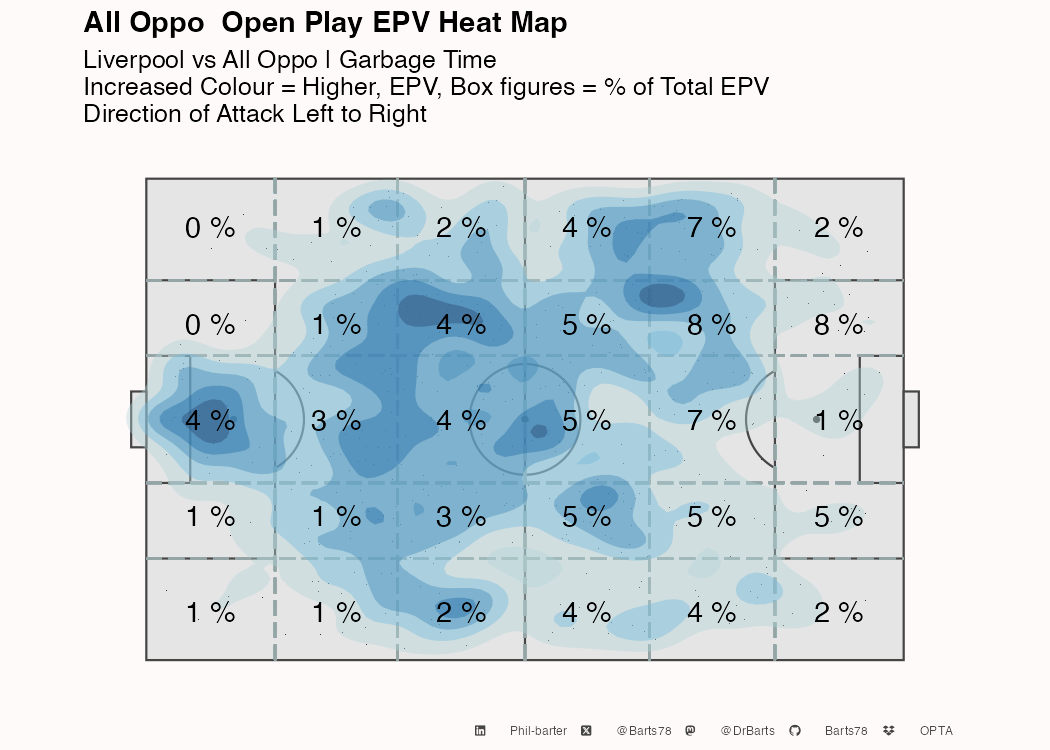 All Oppo  Open Play EPV Heat Map
Liverpool vs All Oppo | Garbage Time
Increased Colour = Higher, EPV, Box figures = % of Total EPV
Direction of Attack Left to Right
0 % 1 % 2 % 4 % 7 % 2 %
0 % 1 % 4 % 5 % 8 % 8 %
4 % 3 % 4 % 5 % 7 % 1 %
1 % 1 % 3 % 5 % 5 % 5 %
1 % 1 % 2 % 4 % 4 % 2 %
Phil-barter @Barts78 @DrBarts Barts78 OPTA